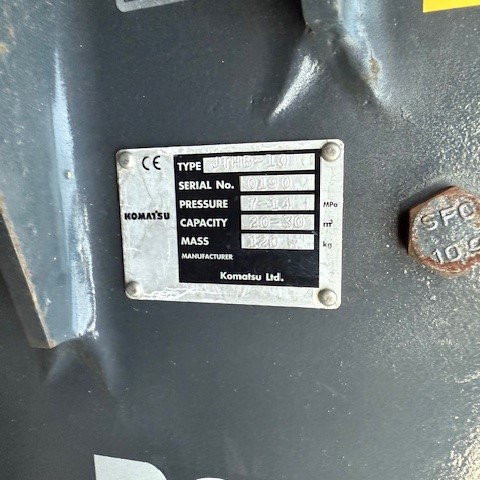 CE
KOMATSU
TYPE JTHB-10
SERIAL No. 0190
PRESSURE 7-14 MPa
CAPACITY 20-30 m³
MASS 120 kg
MANUFACTURER
Komatsu Ltd.
SFC